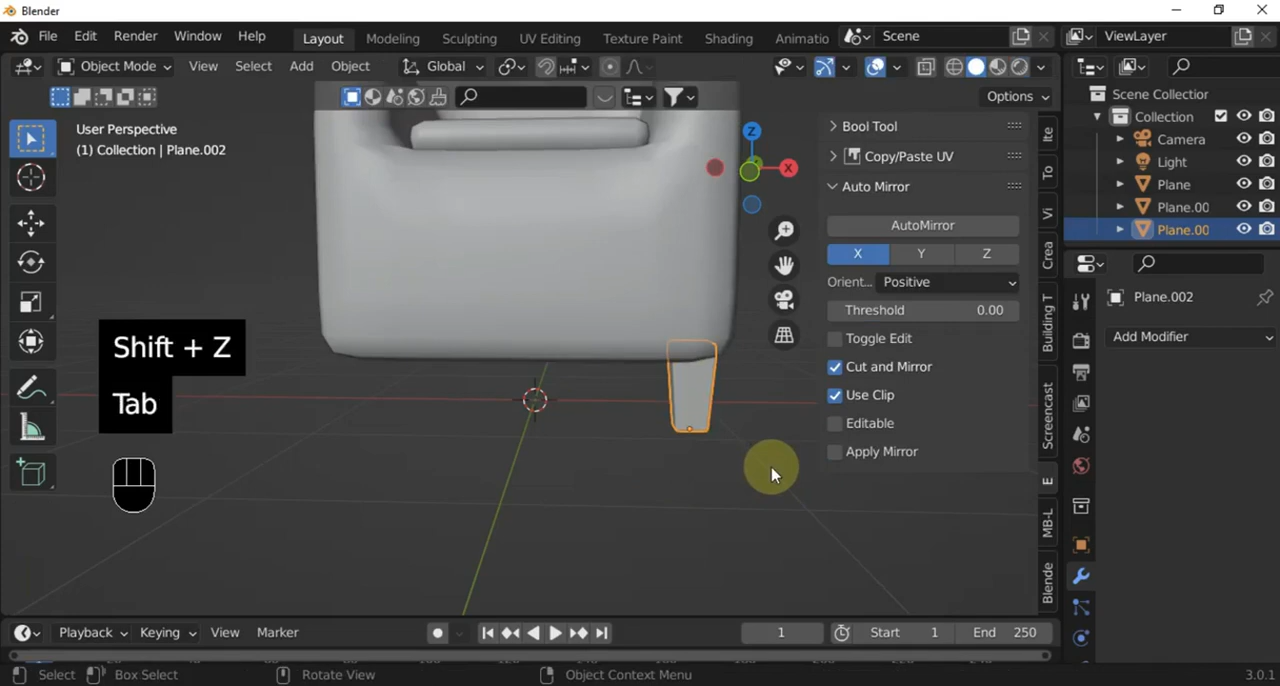 Blender
File Edit Render Window Help
Layout Modeling Sculpting UV Editing Texture Paint Shading Animatio
Scene
ViewLayer
Object Mode View Select Add Object Global
Options
User Perspective
(1) Collection | Plane.002
Z
X
Shift + Z
Tab
Bool Tool
Copy/Paste UV
Auto Mirror
AutoMirror
X Y Z
Orient... Positive
Threshold 0.00
Toggle Edit
Cut and Mirror
Use Clip
Editable
Apply Mirror
Ite
To
Vi
Crea
Building T
Screencast
E
MB-L
Blende
Scene Collectior
Collection
Camera
Light
Plane
Plane.00
Plane.00
Plane.002
Add Modifier
Playback Keying View Marker
1
Start 1
End 250
Select Box Select Rotate View Object Context Menu
3.0.1